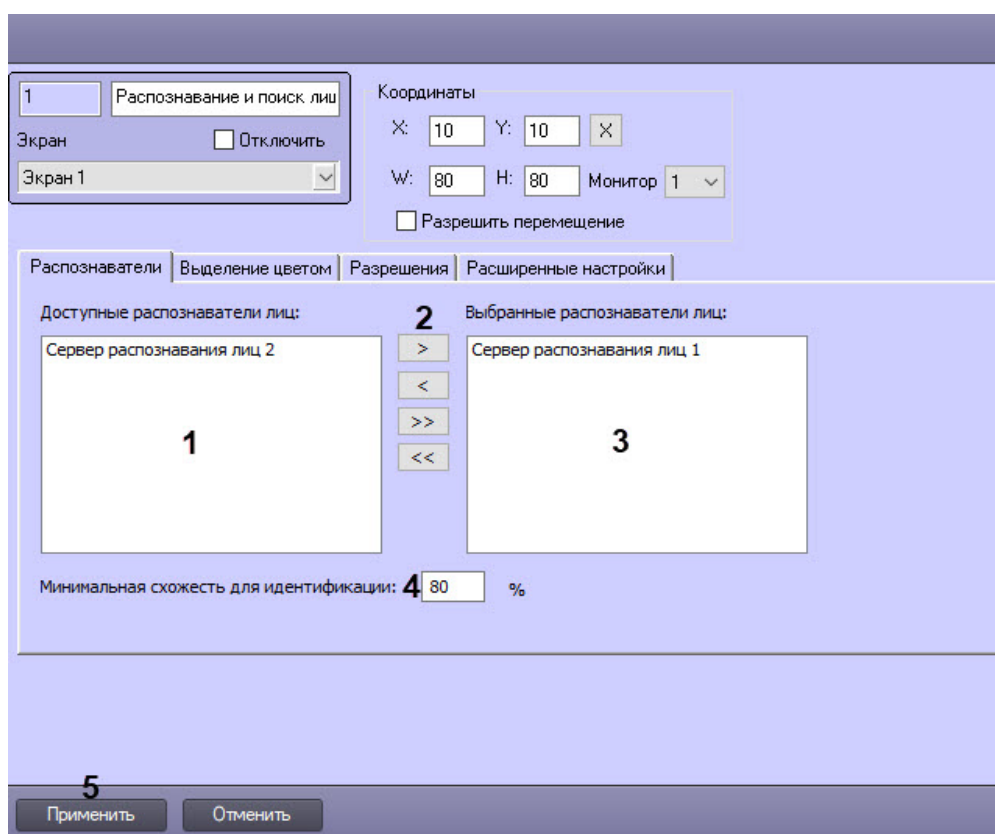 1 Распознавание и поиск лиц
Экран Отключить
Экран 1
Координаты
X: 10 Y: 10 X
W: 80 H: 80 Монитор 1
Разрешить перемещение
Распознаватели Выделение цветом Разрешения Расширенные настройки
Доступные распознаватели лиц: 2 Выбранные распознаватели лиц:
Сервер распознавания лиц 2 > Сервер распознавания лиц 1
<
>>
1 3
<<
Минимальная схожесть для идентификации: 4 80 %
5
Применить Отменить